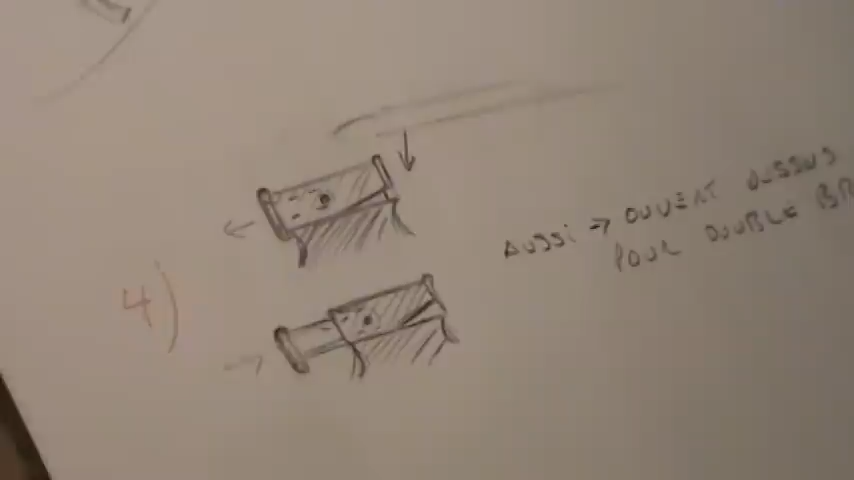 AUSSI → OUVERT DESSUS
POUR DOUBLE
4)